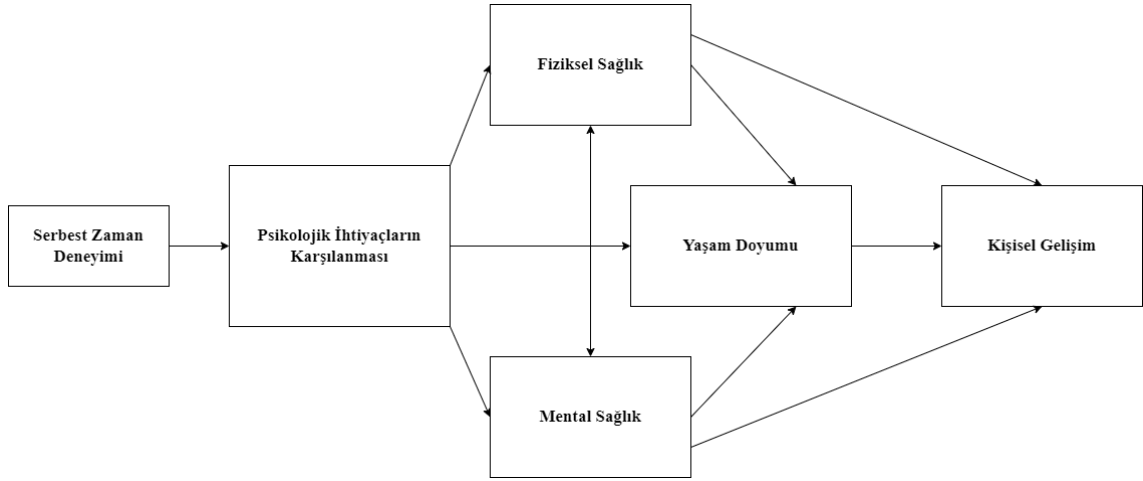 Serbest Zaman
Deneyimi
Psikolojik İhtiyaçların
Karşılanması
Fiziksel Sağlık
Yaşam Doyumu
Mental Sağlık
Kişisel Gelişim